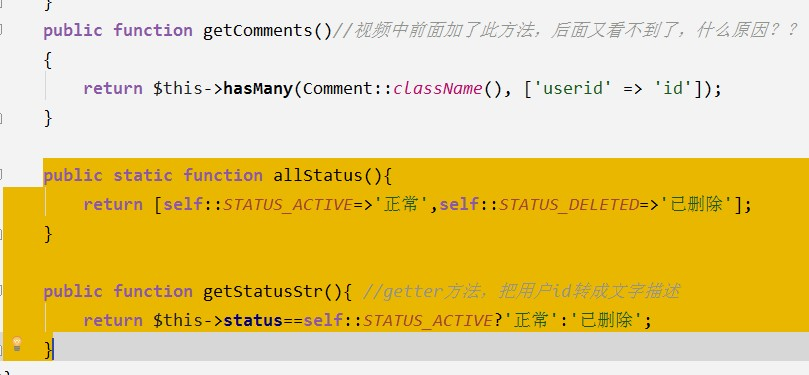 }
public function getComments()//视频中前面加了此方法，后面又看不到了，什么原因？？
{
return $this->hasMany(Comment::className(), ['userid' => 'id']);
}
public static function allStatus(){
return [self::STATUS_ACTIVE=>'正常',self::STATUS_DELETED=>'已删除'];
}
public function getStatusStr(){ //getter方法，把用户id转成文字描述
return $this->status==self::STATUS_ACTIVE?'正常':'已删除';
}